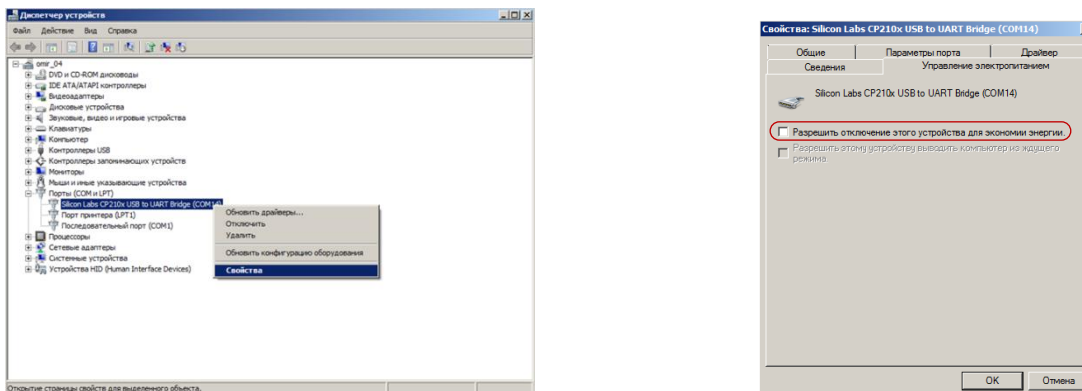 Диспетчер устройств
Файл Действие Вид Справка
omir_04
DVD и CD-ROM дисководы
IDE ATA/ATAPI контроллеры
Видеоадаптеры
Дисковые устройства
Звуковые, видео и игровые устройства
Клавиатуры
Компьютер
Контроллеры USB
Контроллеры запоминающих устройств
Мониторы
Мыши и иные указывающие устройства
Порты (COM и LPT)
Silicon Labs CP210x USB to UART Bridge (COM14)
Порт принтера (LPT1)
Последовательный порт (COM1)
Процессоры
Сетевые адаптеры
Системные устройства
Устройства HID (Human Interface Devices)
Обновить драйверы...
Отключить
Удалить
Обновить конфигурацию оборудования
Свойства
Открытие страницы свойств для выделенного объекта.
Свойства: Silicon Labs CP210x USB to UART Bridge (COM14)
Общие Параметры порта Драйвер
Сведения Управление электропитанием
Silicon Labs CP210x USB to UART Bridge (COM14)
Разрешить отключение этого устройства для экономии энергии.
Разрешить этому устройству выводить компьютер из ждущего
режима.
OK Отмена